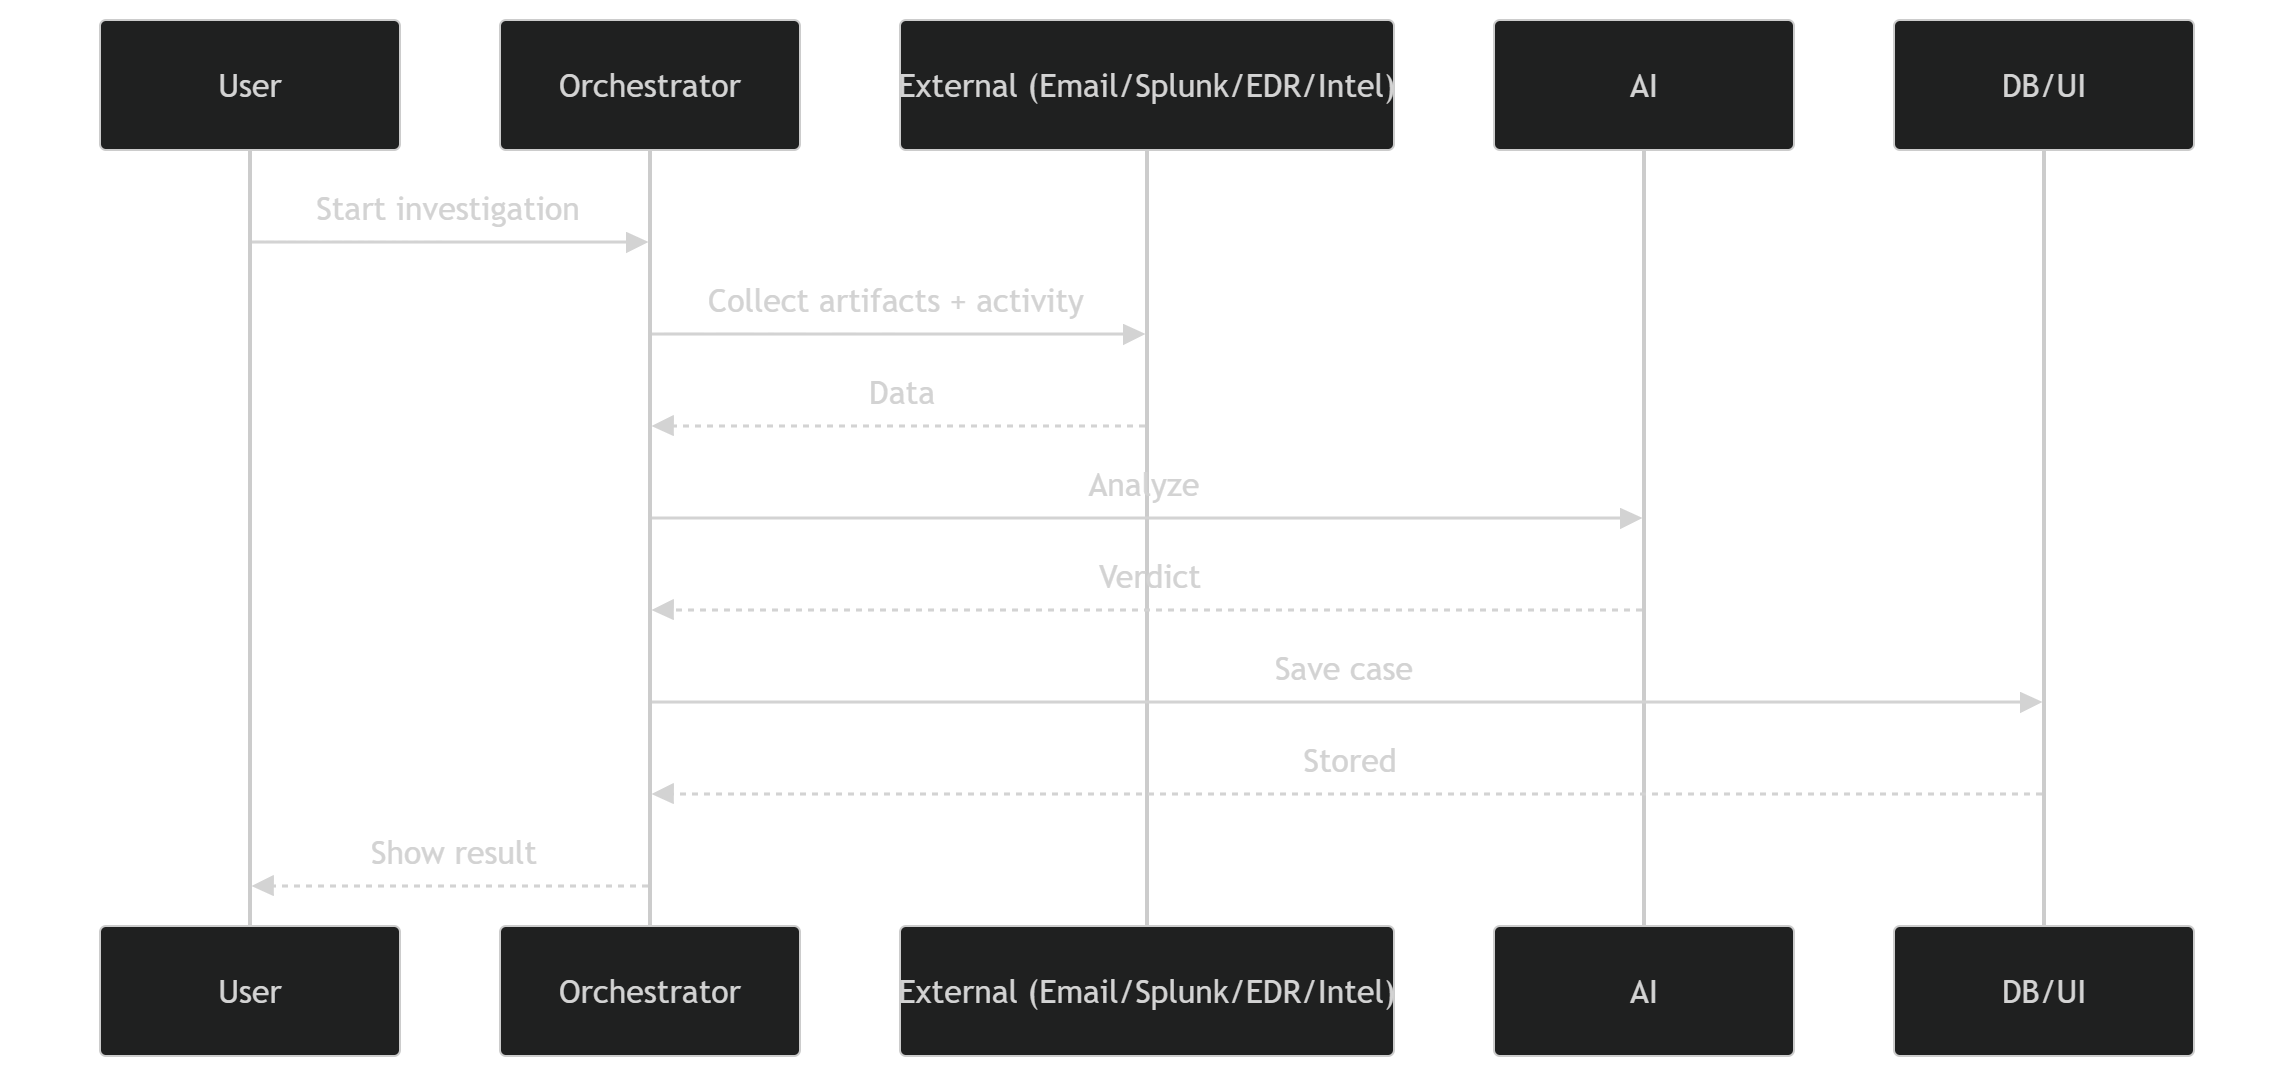 User
Orchestrator
External (Email/Splunk/EDR/Intel)
AI
DB/UI
Start investigation
Collect artifacts + activity
Data
Analyze
Verdict
Save case
Stored
Show result
User
Orchestrator
External (Email/Splunk/EDR/Intel)
AI
DB/UI